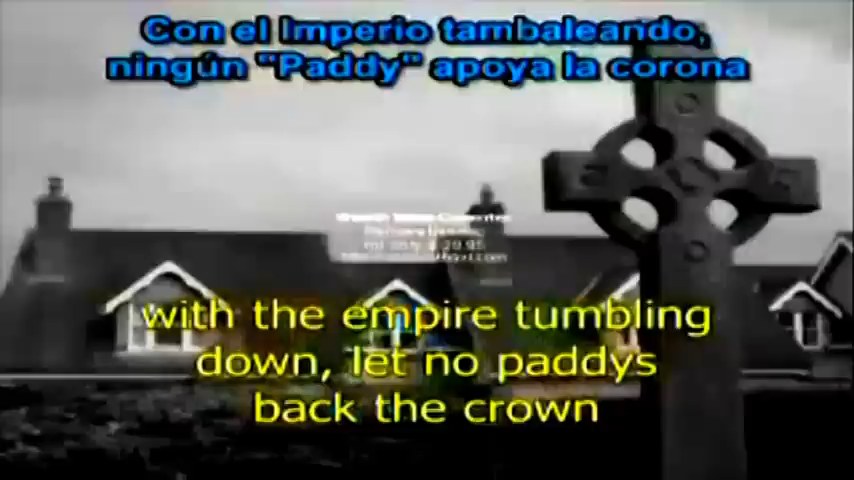 Con el Imperio tambaleando,
ningún "Paddy" apoya la corona
with the empire tumbling
down, let no paddys
back the crown